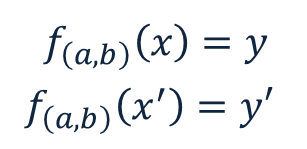 f(a,b)(x) = y
f(a,b)(x′) = y′